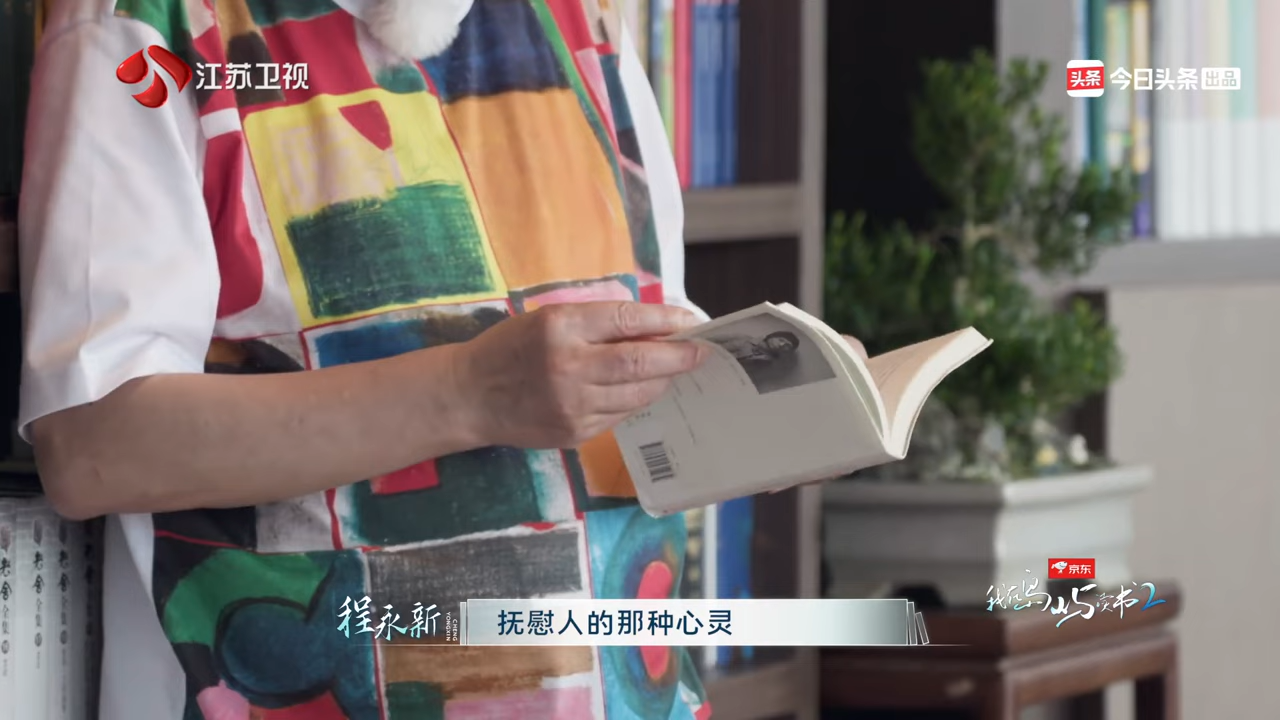 江苏卫视
头条 今日头条 出品
京东
我在岛屿读书2
程永新
CHENG YONGXIN
抚慰人的那种心灵
老舍全集
老舍全集